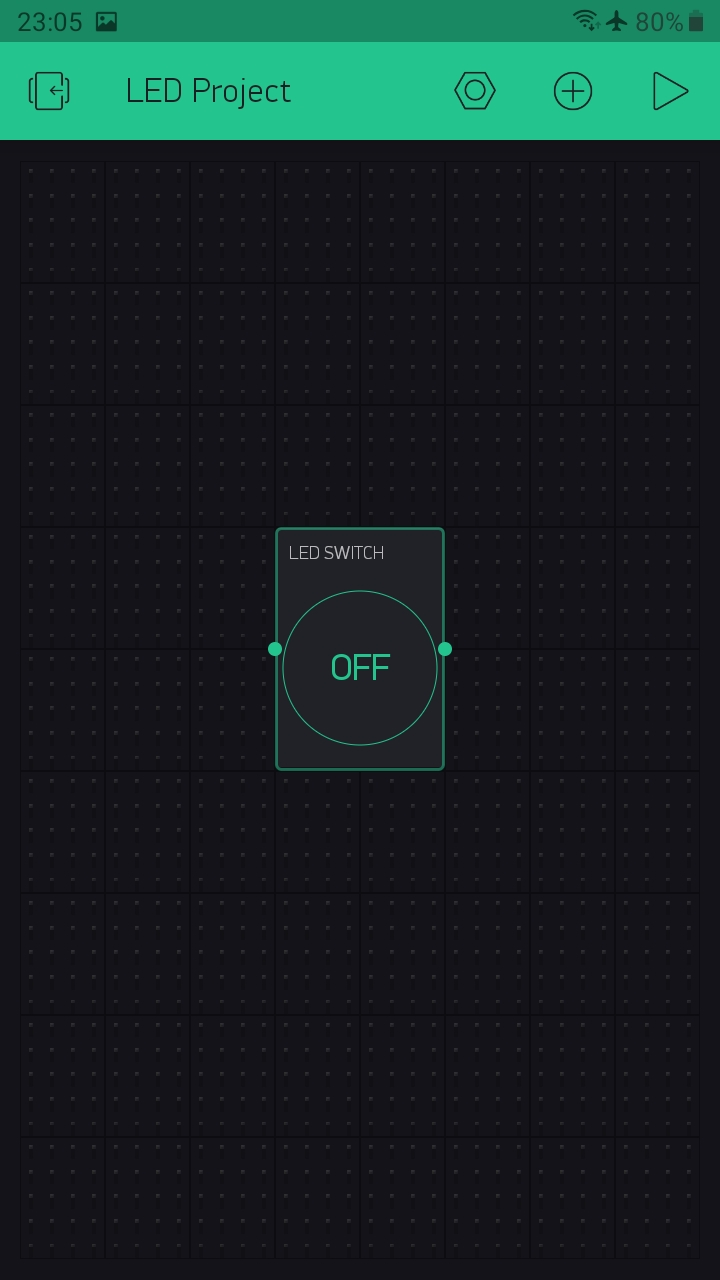 23:05 80%
LED Project
LED SWITCH
OFF